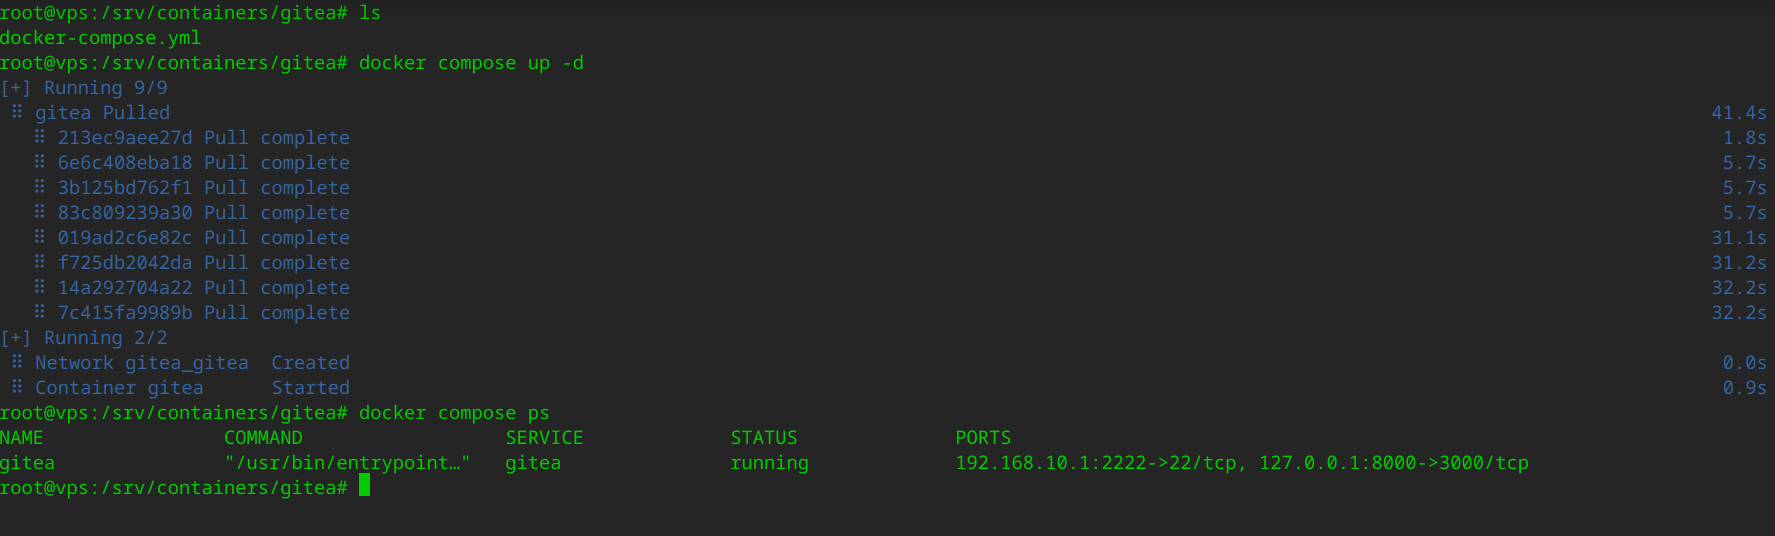 root@vps:/srv/containers/gitea# ls
docker-compose.yml
root@vps:/srv/containers/gitea# docker compose up -d
[+] Running 9/9
⠿ gitea Pulled 41.4s
⠿ 213ec9aee27d Pull complete 1.8s
⠿ 6e6c408eba18 Pull complete 5.7s
⠿ 3b125bd762f1 Pull complete 5.7s
⠿ 83c809239a30 Pull complete 5.7s
⠿ 019ad2c6e82c Pull complete 31.1s
⠿ f725db2042da Pull complete 31.2s
⠿ 14a292704a22 Pull complete 32.2s
⠿ 7c415fa9989b Pull complete 32.2s
[+] Running 2/2
⠿ Network gitea_gitea Created 0.0s
⠿ Container gitea Started 0.9s
root@vps:/srv/containers/gitea# docker compose ps
NAME COMMAND SERVICE STATUS PORTS
gitea "/usr/bin/entrypoint…" gitea running 192.168.10.1:2222->22/tcp, 127.0.0.1:8000->3000/tcp
root@vps:/srv/containers/gitea#